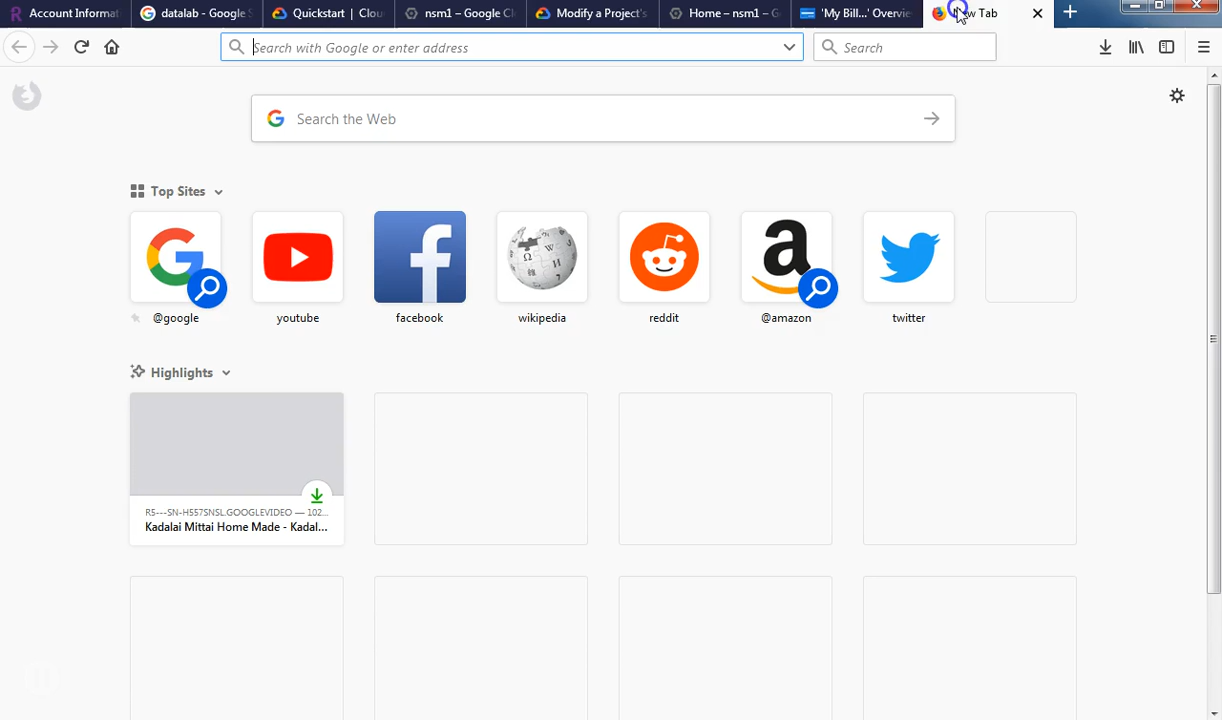 Account Informat
datalab - Google S
Quickstart | Clou
nsm1 – Google Cl
Modify a Project's
Home – nsm1 – G
'My Bill...' Overvie
New Tab
Search with Google or enter address
Search
Search the Web
Top Sites
@google
youtube
facebook
wikipedia
reddit
@amazon
twitter
Highlights
R5---SN-H557SNSL.GOOGLEVIDEO — 102...
Kadalai Mittai Home Made - Kadal...